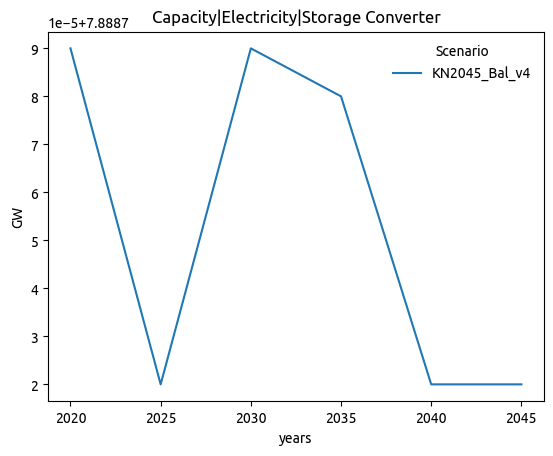 Capacity|Electricity|Storage Converter
1e-5+7.8887
Scenario
KN2045_Bal_v4
9
8
7
6
5
4
3
2
GW
2020 2025 2030 2035 2040 2045
years